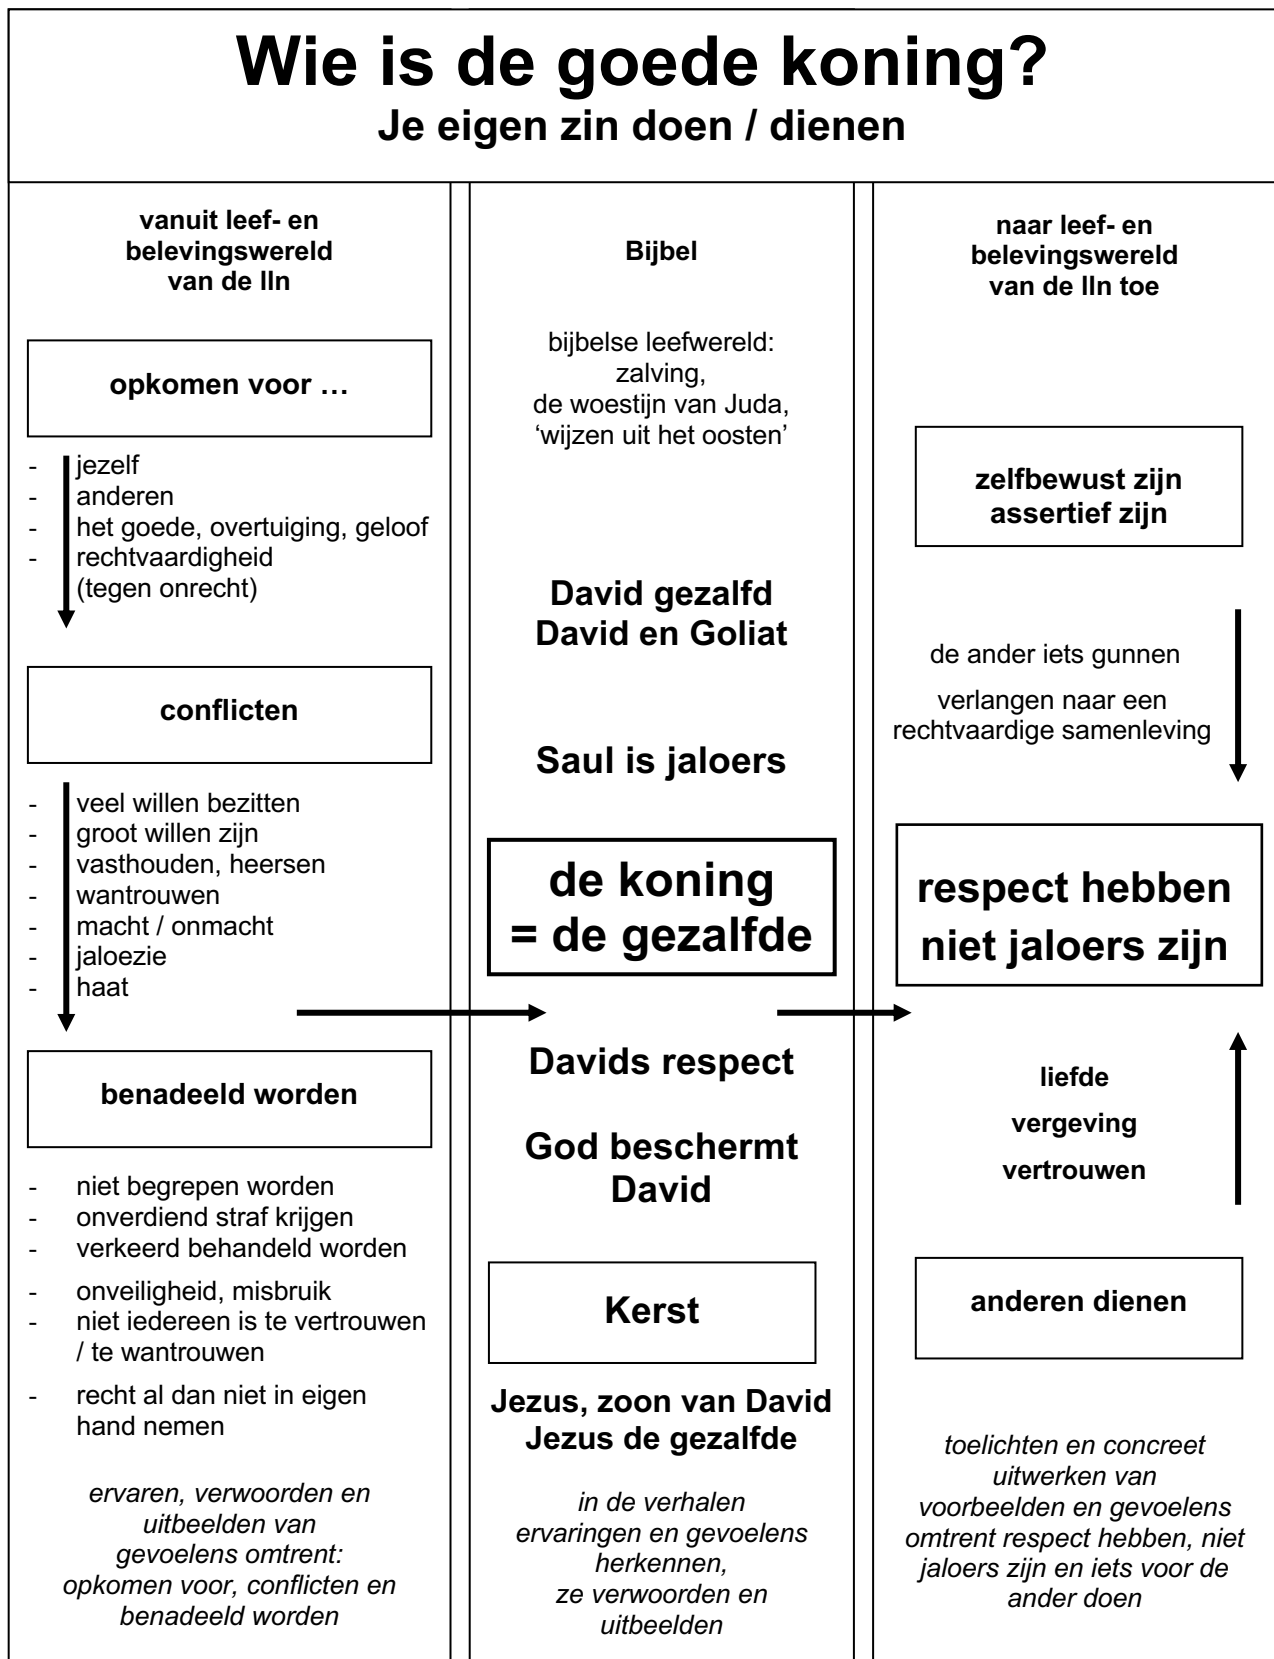 Wie is de goede koning?
Je eigen zin doen / dienen
vanuit leef- en
belevingswereld
van de lln
opkomen voor …
- jezelf
- anderen
- het goede, overtuiging, geloof
- rechtvaardigheid
(tegen onrecht)
conflicten
- veel willen bezitten
- groot willen zijn
- vasthouden, heersen
- wantrouwen
- macht / onmacht
- jaloezie
- haat
benadeeld worden
- niet begrepen worden
- onverdiend straf krijgen
- verkeerd behandeld worden
- onveiligheid, misbruik
- niet iedereen is te vertrouwen
/ te wantrouwen
- recht al dan niet in eigen
hand nemen
ervaren, verwoorden en
uitbeelden van
gevoelens omtrent:
opkomen voor, conflicten en
benadeeld worden
Bijbel
bijbelse leefwereld:
zalving,
de woestijn van Juda,
‘wijzen uit het oosten’
David gezalfd
David en Goliat
Saul is jaloers
de koning
= de gezalfde
Davids respect
God beschermt
David
Kerst
Jezus, zoon van David
Jezus de gezalfde
in de verhalen
ervaringen en gevoelens
herkennen,
ze verwoorden en
uitbeelden
naar leef- en
belevingswereld
van de lln toe
zelfbewust zijn
assertief zijn
de ander iets gunnen
verlangen naar een
rechtvaardige samenleving
respect hebben
niet jaloers zijn
liefde
vergeving
vertrouwen
anderen dienen
toelichten en concreet
uitwerken van
voorbeelden en gevoelens
omtrent respect hebben, niet
jaloers zijn en iets voor de
ander doen